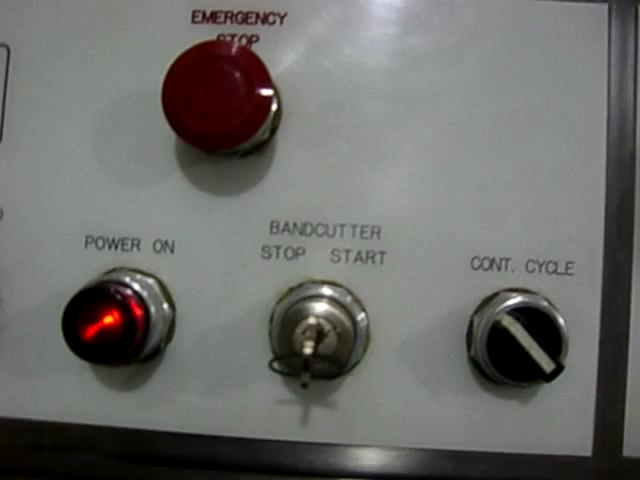 EMERGENCY
STOP
POWER ON
BANDCUTTER
STOP START
CONT. CYCLE